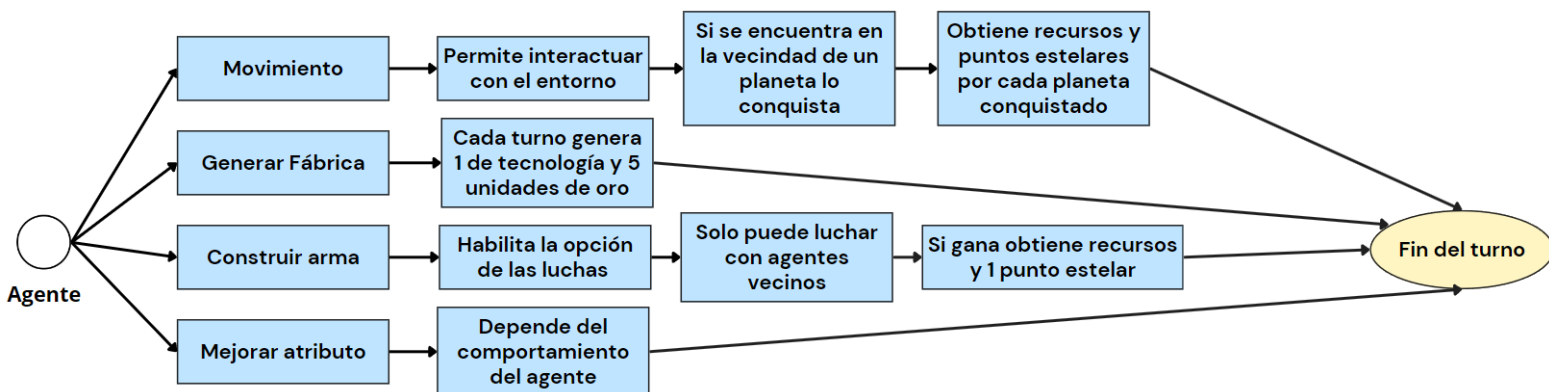 Movimiento
Permite interactuar
con el entorno
Si se encuentra en
la vecindad de un
planeta lo
conquista
Obtiene recursos y
puntos estelares
por cada planeta
conquistado
Generar Fábrica
Cada turno genera
1 de tecnología y 5
unidades de oro
Agente
Construir arma
Habilita la opción
de las luchas
Solo puede luchar
con agentes
vecinos
Si gana obtiene recursos
y 1 punto estelar
Fin del turno
Mejorar atributo
Depende del
comportamiento
del agente